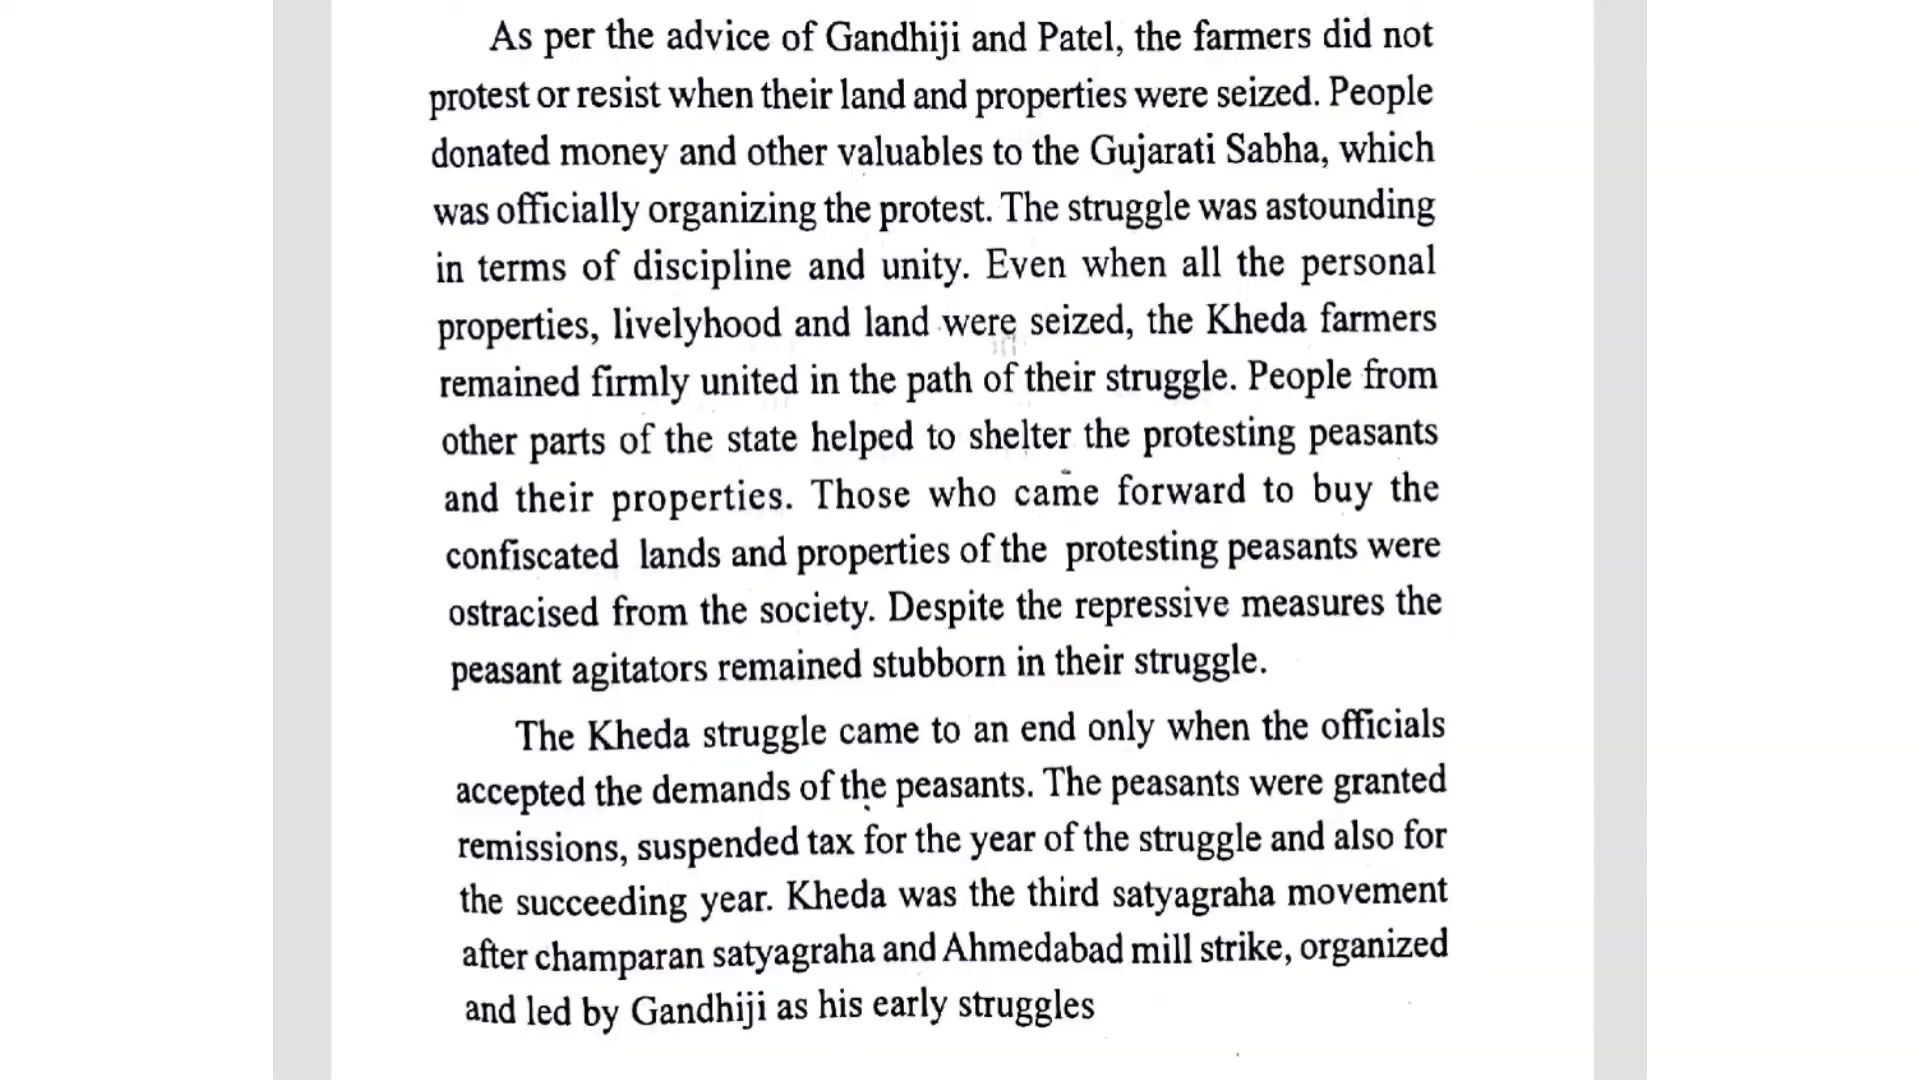 As per the advice of Gandhiji and Patel, the farmers did not
protest or resist when their land and properties were seized. People
donated money and other valuables to the Gujarati Sabha, which
was officially organizing the protest. The struggle was astounding
in terms of discipline and unity. Even when all the personal
properties, livelyhood and land were seized, the Kheda farmers
remained firmly united in the path of their struggle. People from
other parts of the state helped to shelter the protesting peasants
and their properties. Those who came forward to buy the
confiscated lands and properties of the protesting peasants were
ostracised from the society. Despite the repressive measures the
peasant agitators remained stubborn in their struggle.
The Kheda struggle came to an end only when the officials
accepted the demands of the peasants. The peasants were granted
remissions, suspended tax for the year of the struggle and also for
the succeeding year. Kheda was the third satyagraha movement
after champaran satyagraha and Ahmedabad mill strike, organized
and led by Gandhiji as his early struggles